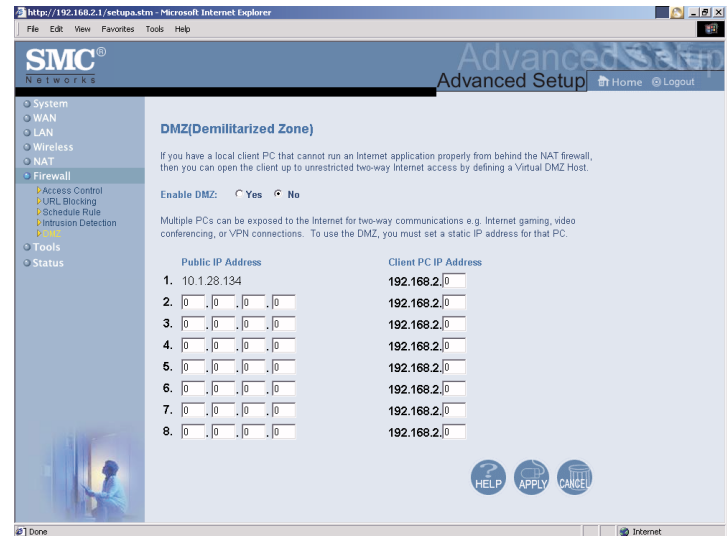 http://192.168.2.1/setupa.stm - Microsoft Internet Explorer
File Edit View Favorites Tools Help
SMC®
Networks
Advanced Setup
Advanced Setup
Home
Logout
System
WAN
LAN
Wireless
NAT
Firewall
Access Control
URL Blocking
Schedule Rule
Intrusion Detection
DMZ
Tools
Status
DMZ(Demilitarized Zone)
If you have a local client PC that cannot run an Internet application properly from behind the NAT firewall,
then you can open the client up to unrestricted two-way Internet access by defining a Virtual DMZ Host.
Enable DMZ: Yes No
Multiple PCs can be exposed to the Internet for two-way communications e.g. Internet gaming, video
conferencing, or VPN connections. To use the DMZ, you must set a static IP address for that PC.
Public IP Address Client PC IP Address
1. 10.1.28.134 192.168.2.0
2. 0 . 0 . 0 . 0 192.168.2.0
3. 0 . 0 . 0 . 0 192.168.2.0
4. 0 . 0 . 0 . 0 192.168.2.0
5. 0 . 0 . 0 . 0 192.168.2.0
6. 0 . 0 . 0 . 0 192.168.2.0
7. 0 . 0 . 0 . 0 192.168.2.0
8. 0 . 0 . 0 . 0 192.168.2.0
HELP APPLY CANCEL
Done Internet